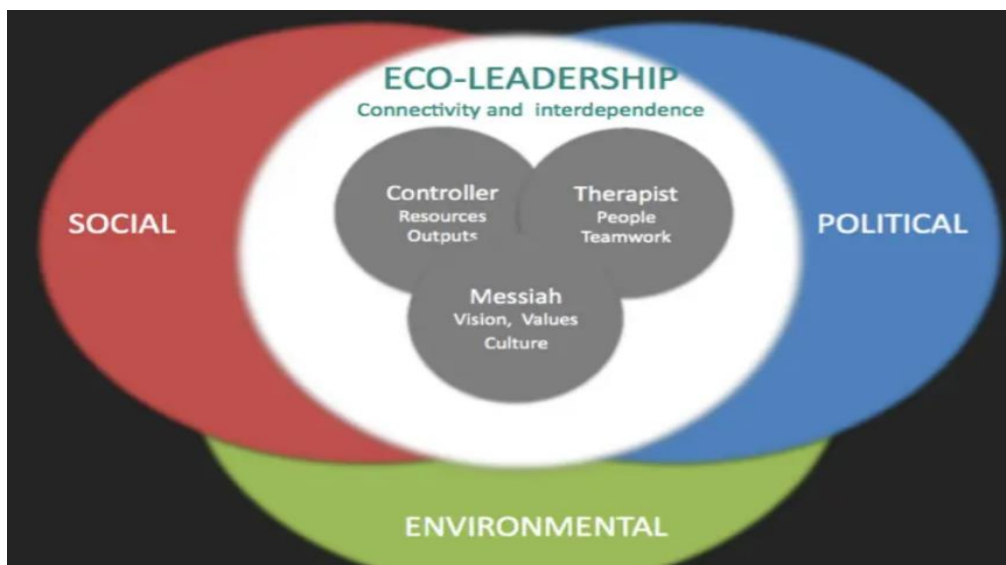 ECO-LEADERSHIP
Connectivity and interdependence
Controller
Resources
Outputs
Therapist
People
Teamwork
SOCIAL
POLITICAL
Messiah
Vision, Values
Culture
ENVIRONMENTAL